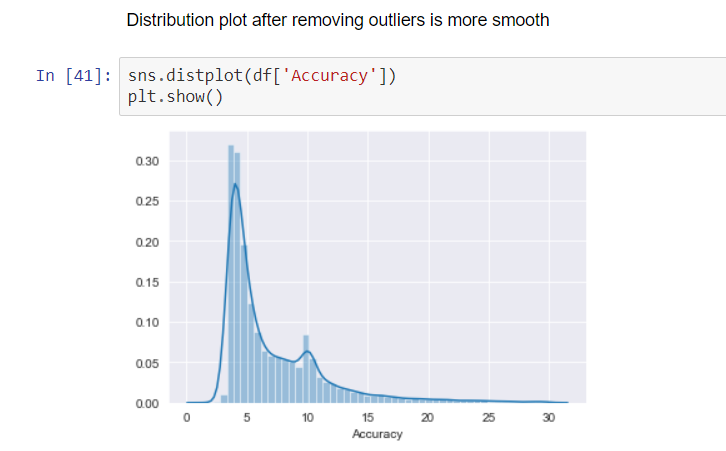 Distribution plot after removing outliers is more smooth
In [41]: sns.distplot(df['Accuracy'])
plt.show()
0.30
0.25
0.20
0.15
0.10
0.05
0.00
0 5 10 15 20 25 30
Accuracy